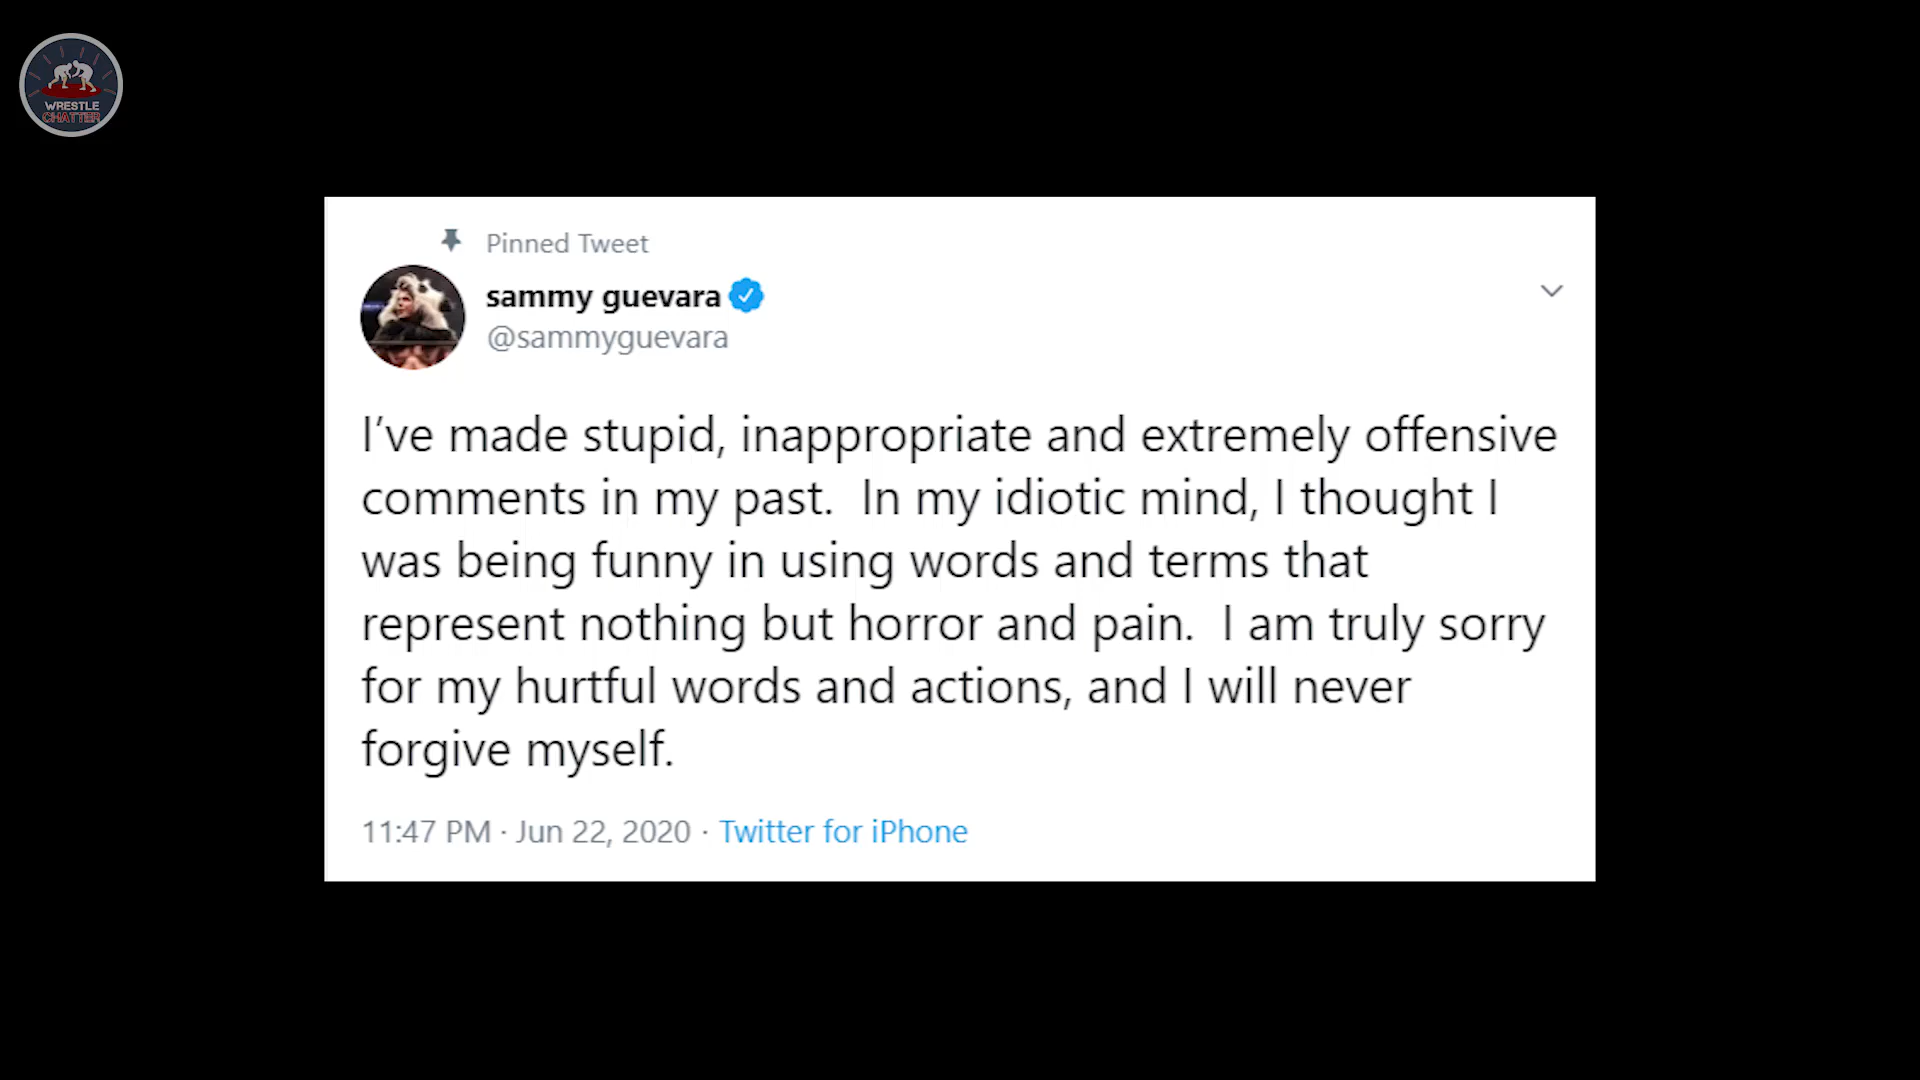 WRESTLE
CHATTER
Pinned Tweet
sammy guevara
@sammyguevara
I’ve made stupid, inappropriate and extremely offensive
comments in my past.  In my idiotic mind, I thought I
was being funny in using words and terms that
represent nothing but horror and pain.  I am truly sorry
for my hurtful words and actions, and I will never
forgive myself.
11:47 PM · Jun 22, 2020 · Twitter for iPhone